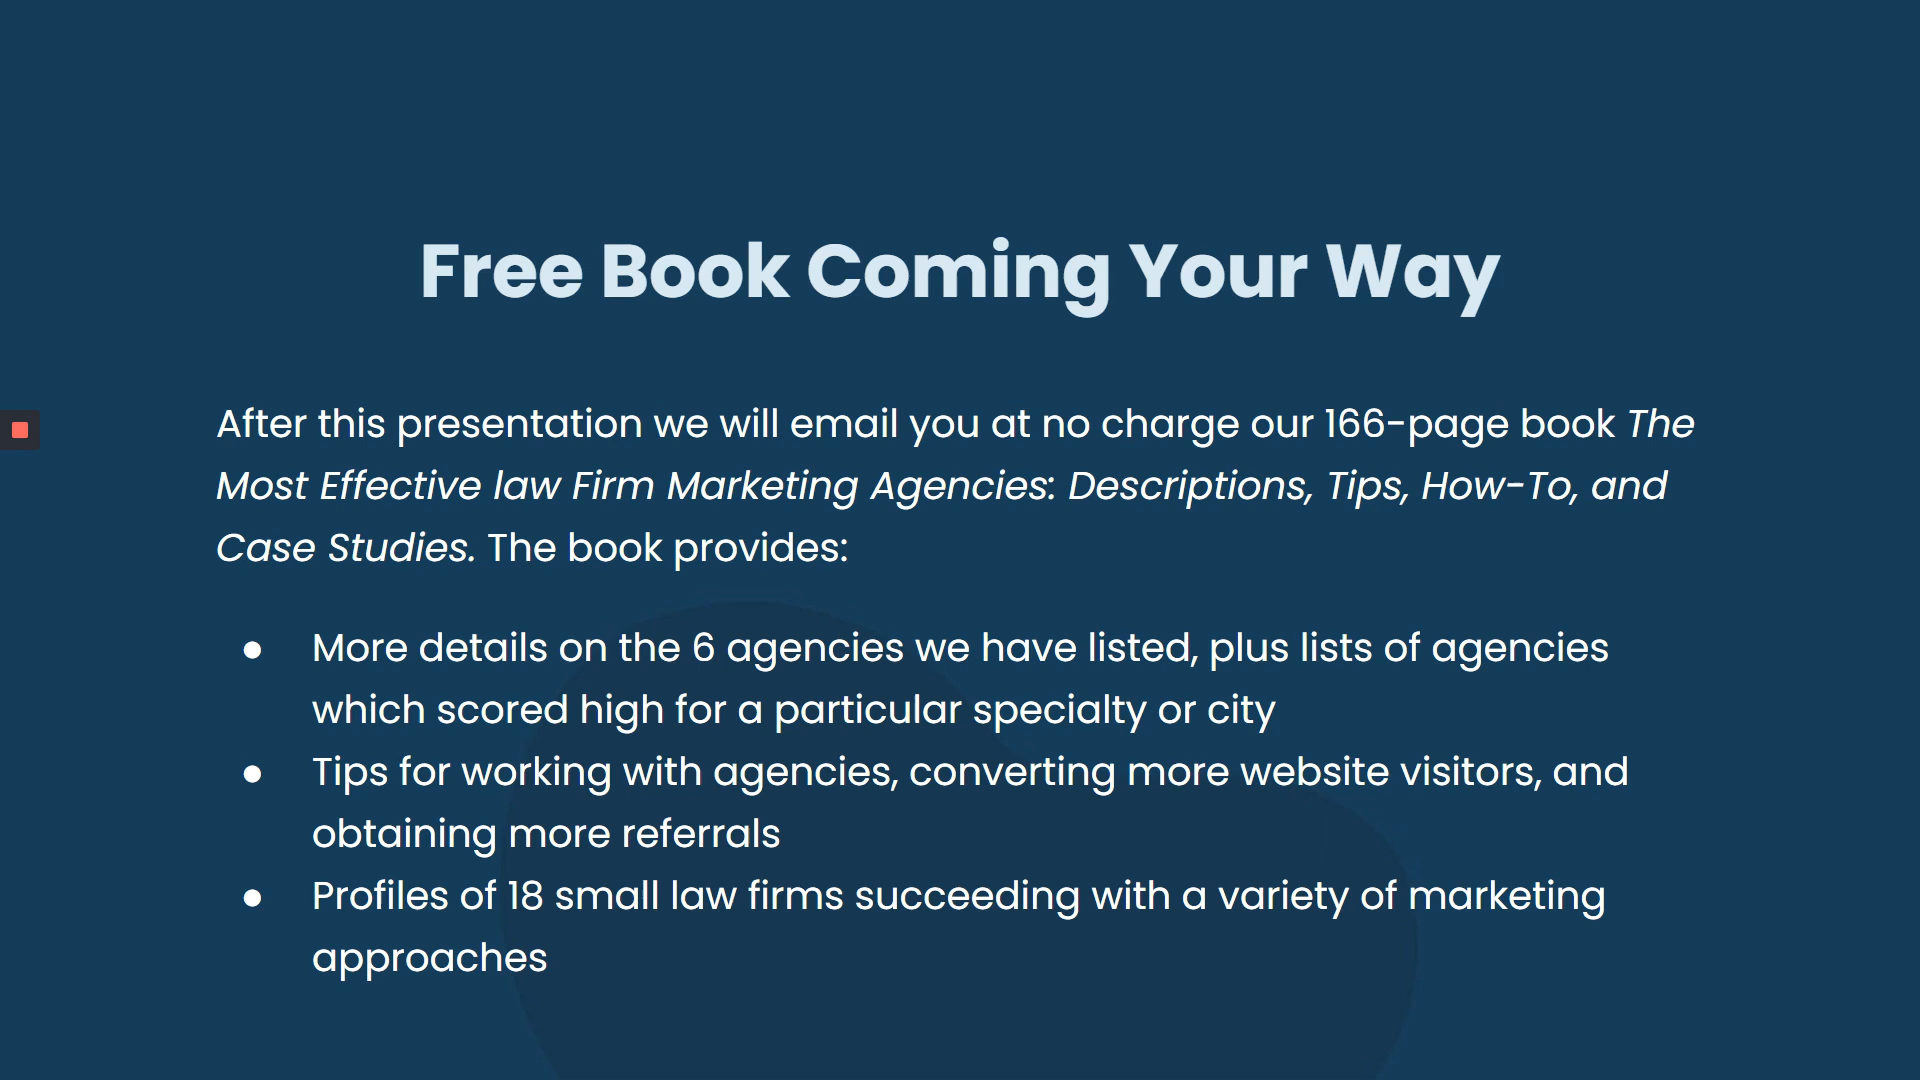 Free Book Coming Your Way
After this presentation we will email you at no charge our 166-page book The
Most Effective law Firm Marketing Agencies: Descriptions, Tips, How-To, and
Case Studies. The book provides:
● More details on the 6 agencies we have listed, plus lists of agencies
which scored high for a particular specialty or city
● Tips for working with agencies, converting more website visitors, and
obtaining more referrals
● Profiles of 18 small law firms succeeding with a variety of marketing
approaches